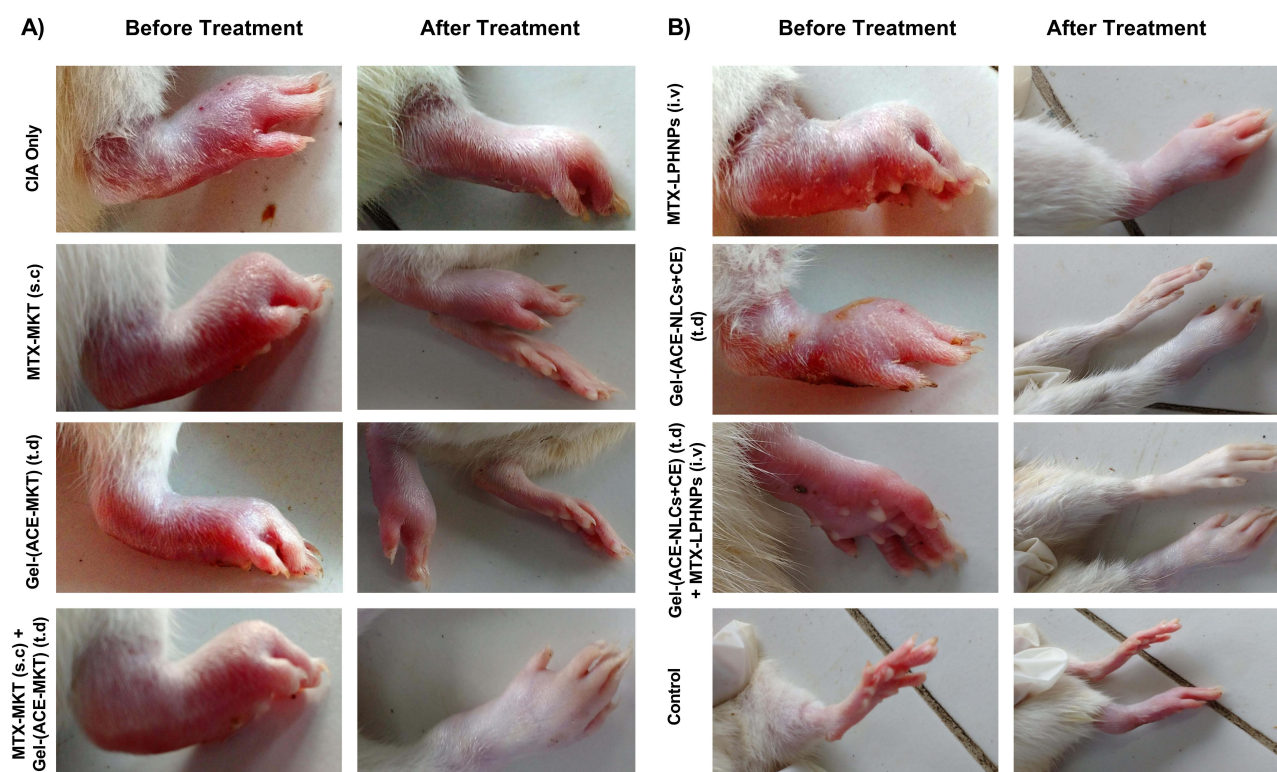 A)
Before Treatment
After Treatment
CIA Only
MTX-MKT (s.c)
Gel-(ACE-MKT) (t.d)
MTX-MKT (s.c) +
Gel-(ACE-MKT) (t.d)
B)
Before Treatment
After Treatment
MTX-LPHNPs (i.v)
Gel-(ACE-NLCs+CE)
(t.d)
Gel-(ACE-NLCs+CE) (t.d)
+ MTX-LPHNPs (i.v)
Control